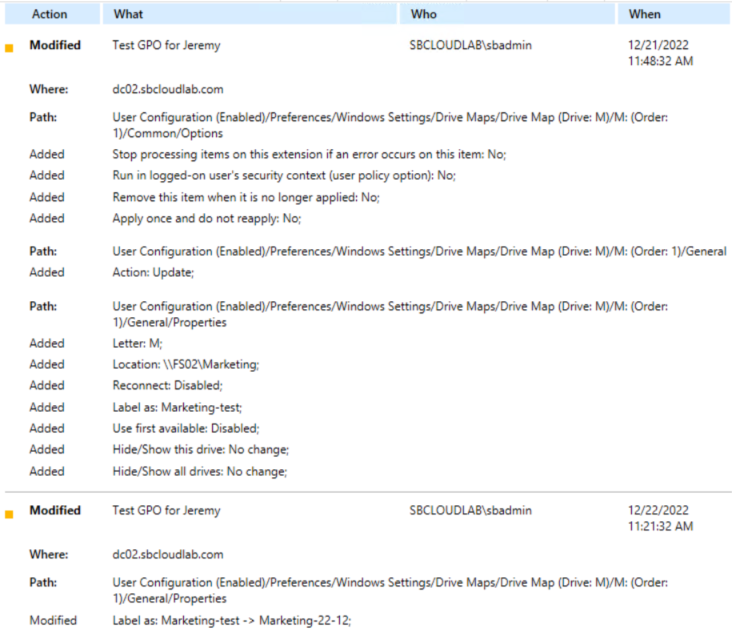 Action What Who When
Modified Test GPO for Jeremy SBCLOUDLAB\sbadmin 12/21/2022
11:48:32 AM
Where: dc02.sbcloudlab.com
Path: User Configuration (Enabled)/Preferences/Windows Settings/Drive Maps/Drive Map (Drive: M)/M: (Order:
1)/Common/Options
Added Stop processing items on this extension if an error occurs on this item: No;
Added Run in logged-on user's security context (user policy option): No;
Added Remove this item when it is no longer applied: No;
Added Apply once and do not reapply: No;
Path: User Configuration (Enabled)/Preferences/Windows Settings/Drive Maps/Drive Map (Drive: M)/M: (Order: 1)/General
Added Action: Update;
Path: User Configuration (Enabled)/Preferences/Windows Settings/Drive Maps/Drive Map (Drive: M)/M: (Order:
1)/General/Properties
Added Letter: M;
Added Location: \\FS02\Marketing;
Added Reconnect: Disabled;
Added Label as: Marketing-test;
Added Use first available: Disabled;
Added Hide/Show this drive: No change;
Added Hide/Show all drives: No change;
Modified Test GPO for Jeremy SBCLOUDLAB\sbadmin 12/22/2022
11:21:32 AM
Where: dc02.sbcloudlab.com
Path: User Configuration (Enabled)/Preferences/Windows Settings/Drive Maps/Drive Map (Drive: M)/M: (Order:
1)/General/Properties
Modified Label as: Marketing-test -> Marketing-22-12;